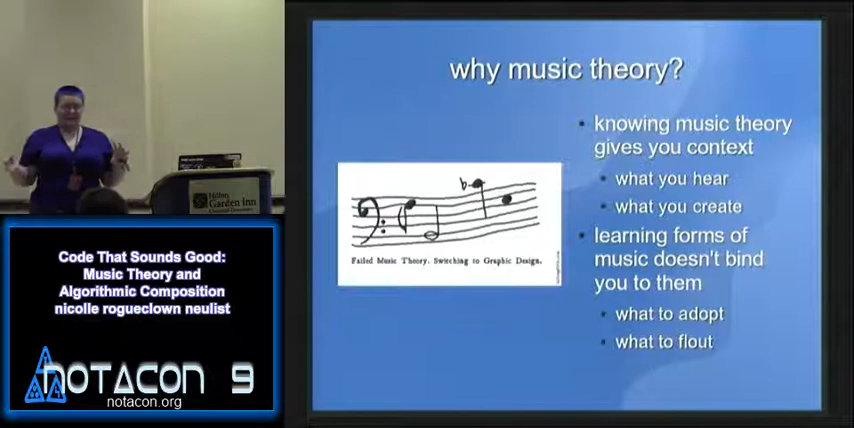 why music theory?
knowing music theory
gives you context
what you hear
what you create
learning forms of
music doesn't bind
you to them
what to adopt
what to flout
Failed Music Theory. Switching to Graphic Design.
Hilton
Garden Inn
Code That Sounds Good:
Music Theory and
Algorithmic Composition
nicolle rogueclown neulist
NOTACON 9
notacon.org